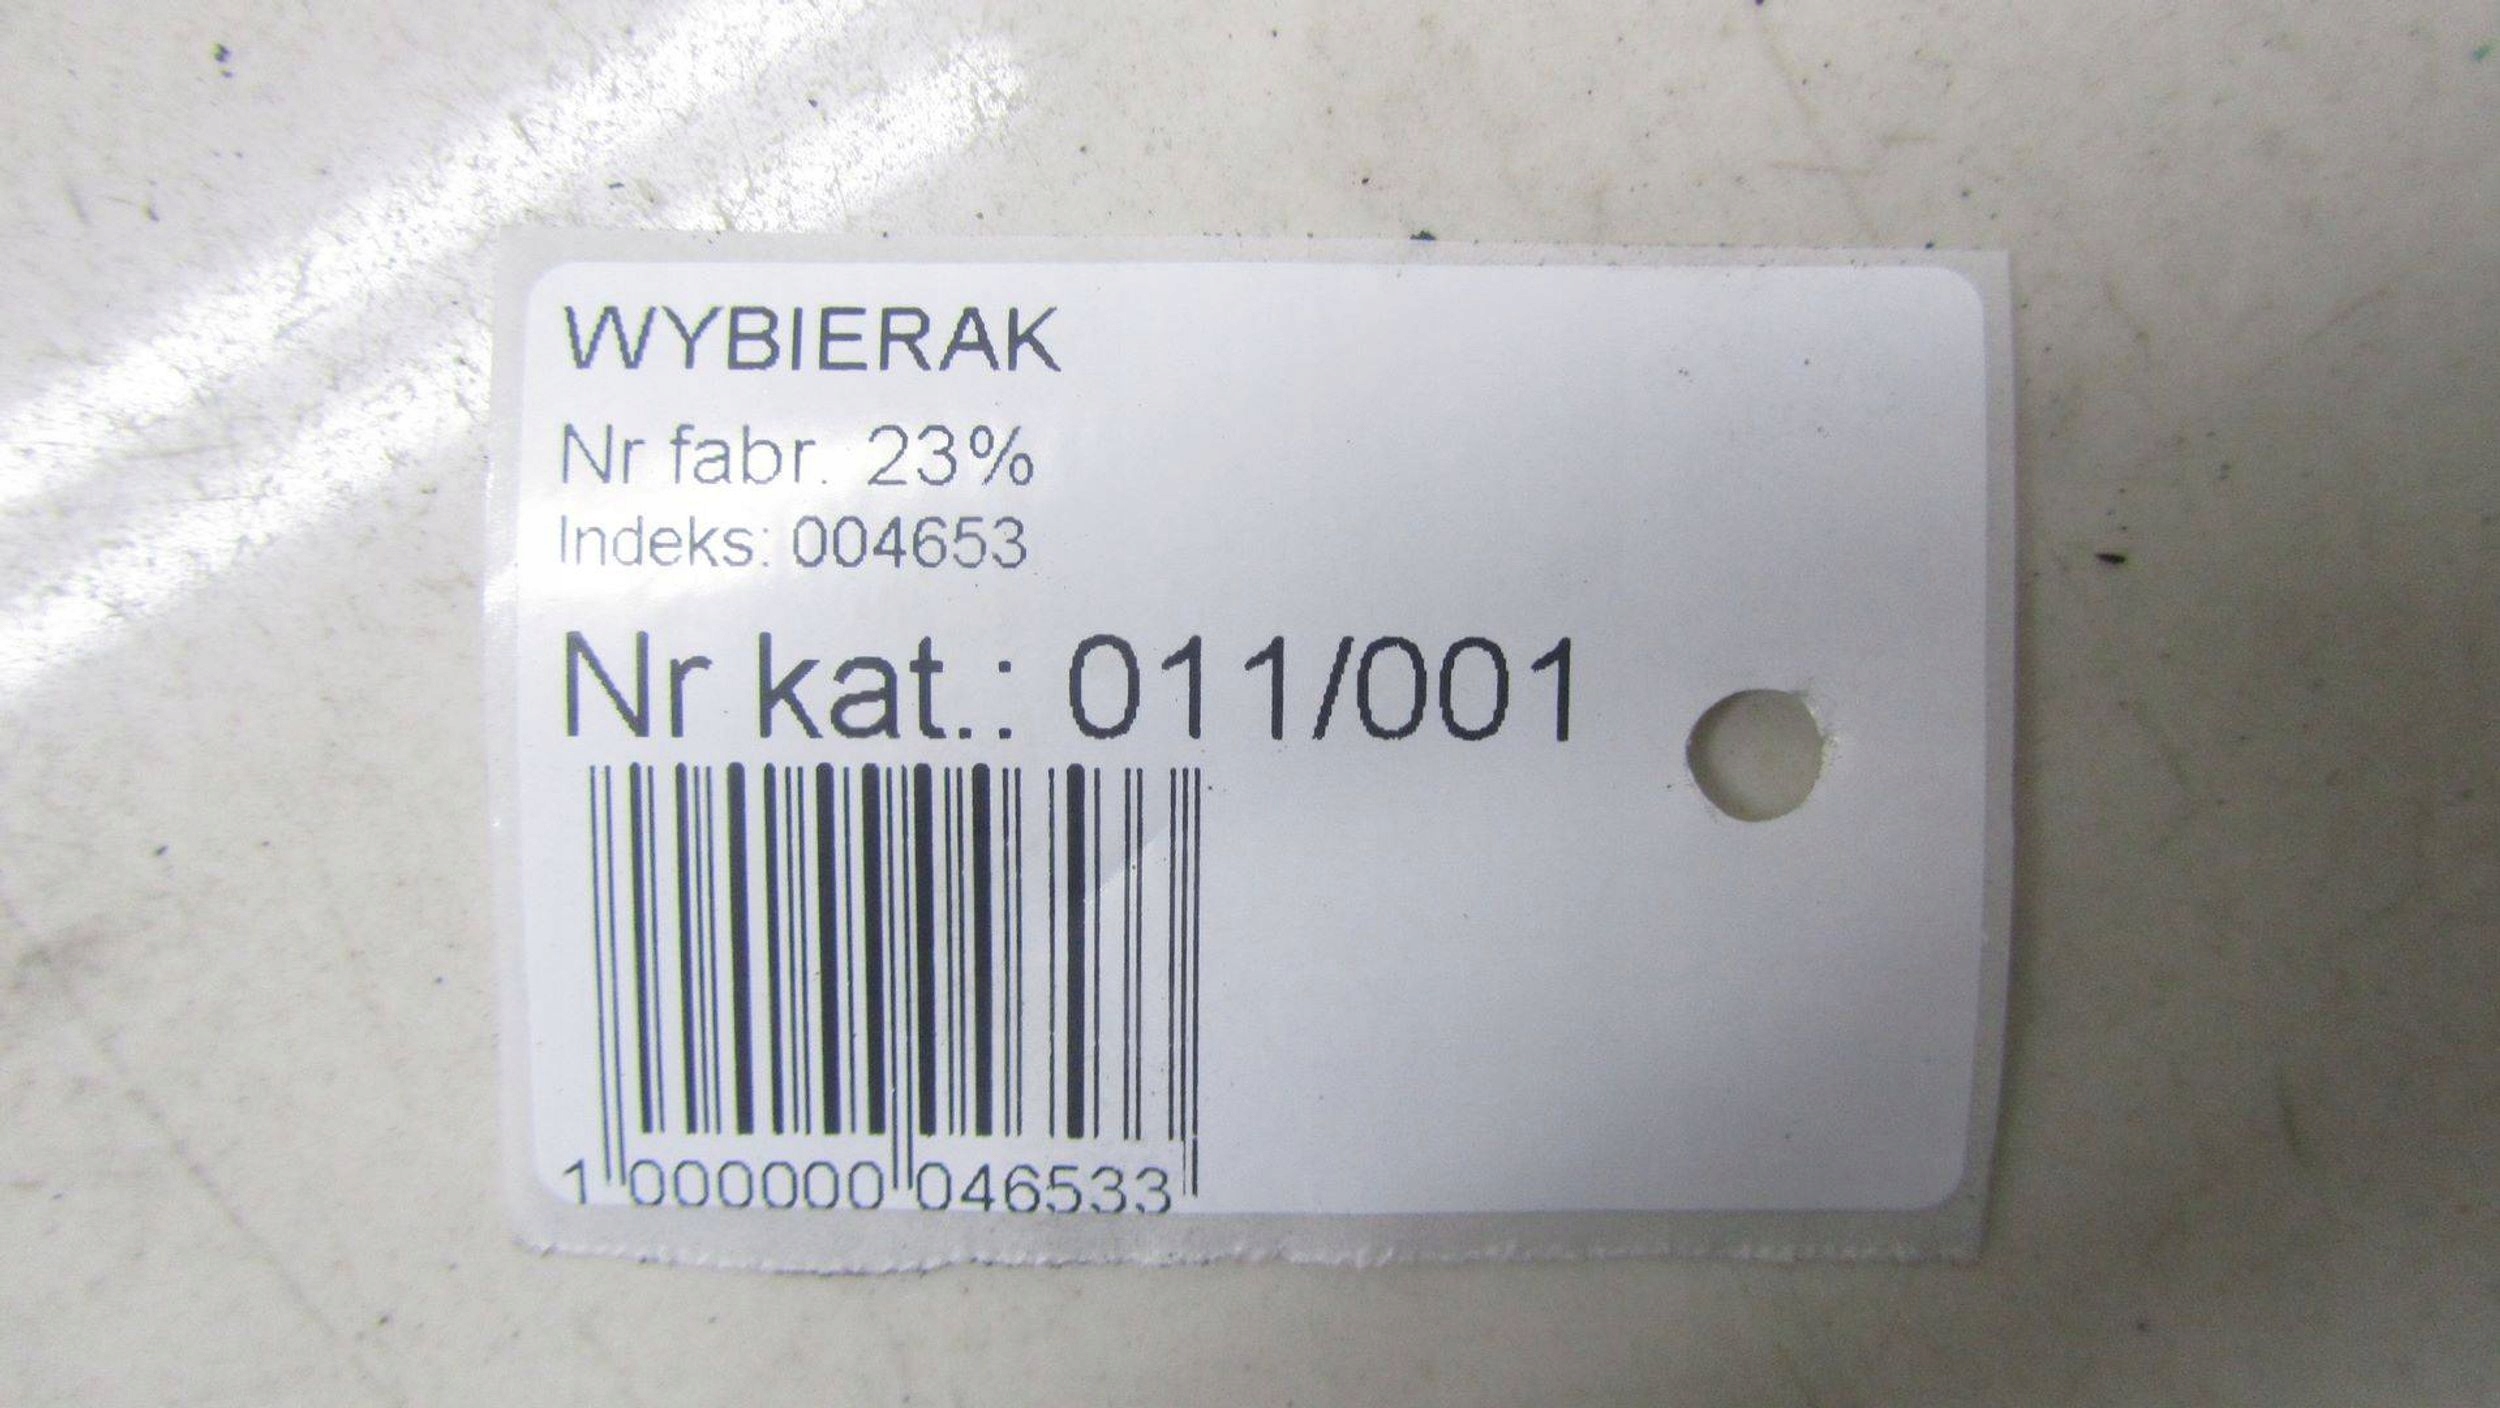 WYBIERAK
Nr fabr. 23%
Indeks: 004653
Nr kat.: 011/001
1 000000 046533